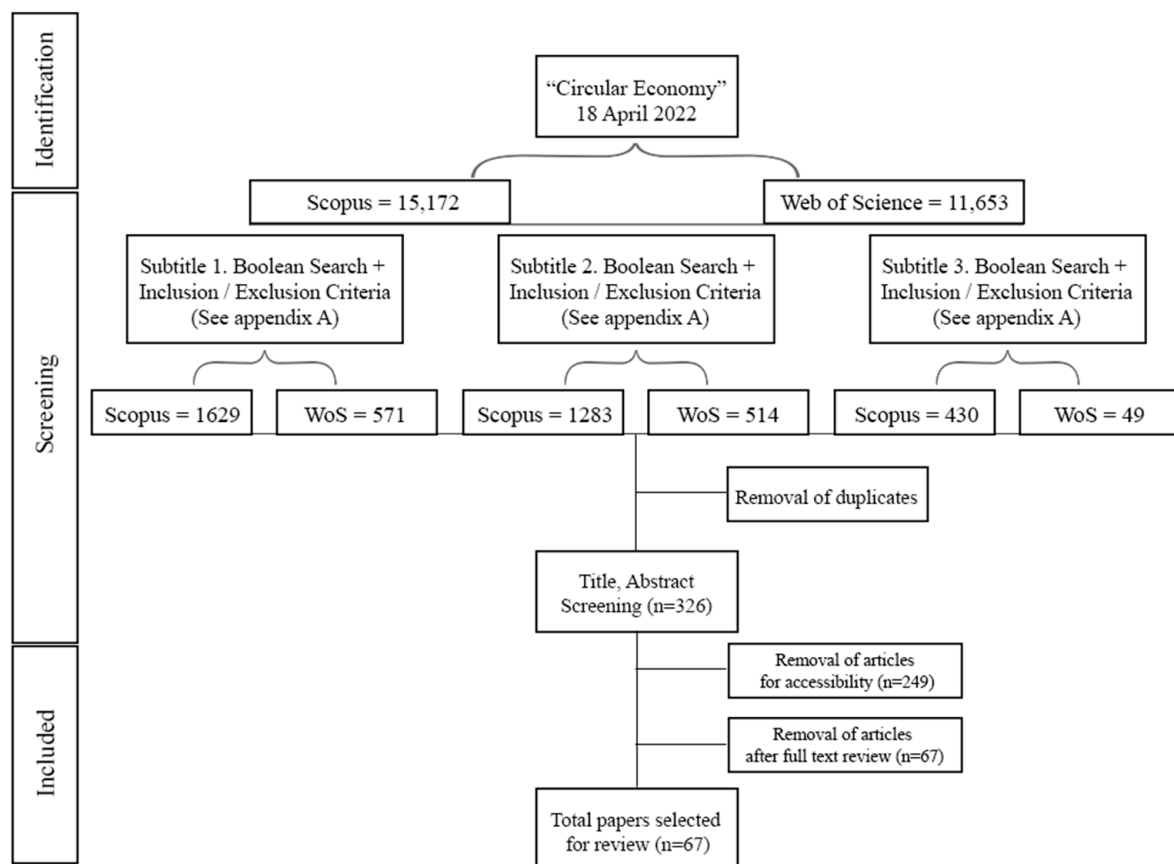 Identification
“Circular Economy”
18 April 2022
Scopus = 15,172
Web of Science = 11,653
Screening
Subtitle 1. Boolean Search +
Inclusion / Exclusion Criteria
(See appendix A)
Subtitle 2. Boolean Search +
Inclusion / Exclusion Criteria
(See appendix A)
Subtitle 3. Boolean Search +
Inclusion / Exclusion Criteria
(See appendix A)
Scopus = 1629
WoS = 571
Scopus = 1283
WoS = 514
Scopus = 430
WoS = 49
Removal of duplicates
Title, Abstract
Screening (n=326)
Included
Removal of articles
for accessibility (n=249)
Removal of articles
after full text review (n=67)
Total papers selected
for review (n=67)